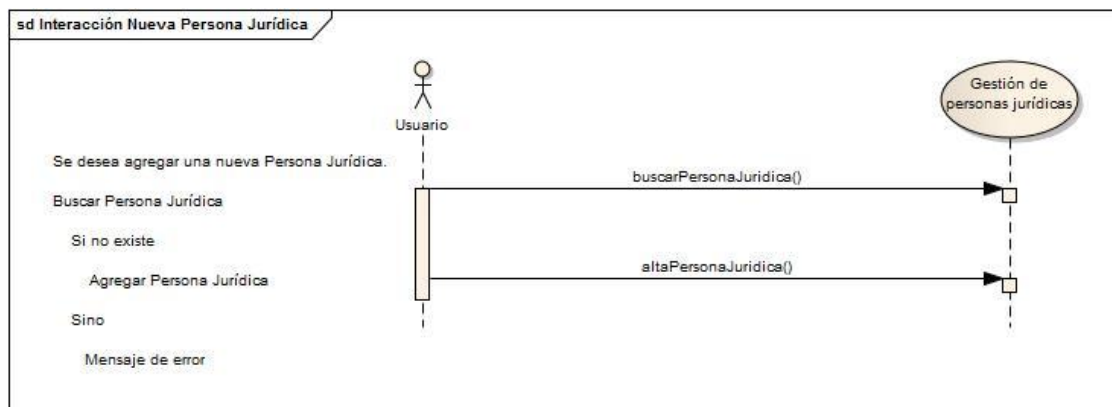 sd Interacción Nueva Persona Jurídica
Usuario
Gestión de
personas jurídicas
Se desea agregar una nueva Persona Jurídica.
buscarPersonaJuridica()
Buscar Persona Jurídica
Si no existe
altaPersonaJuridica()
Agregar Persona Jurídica
Sino
Mensaje de error